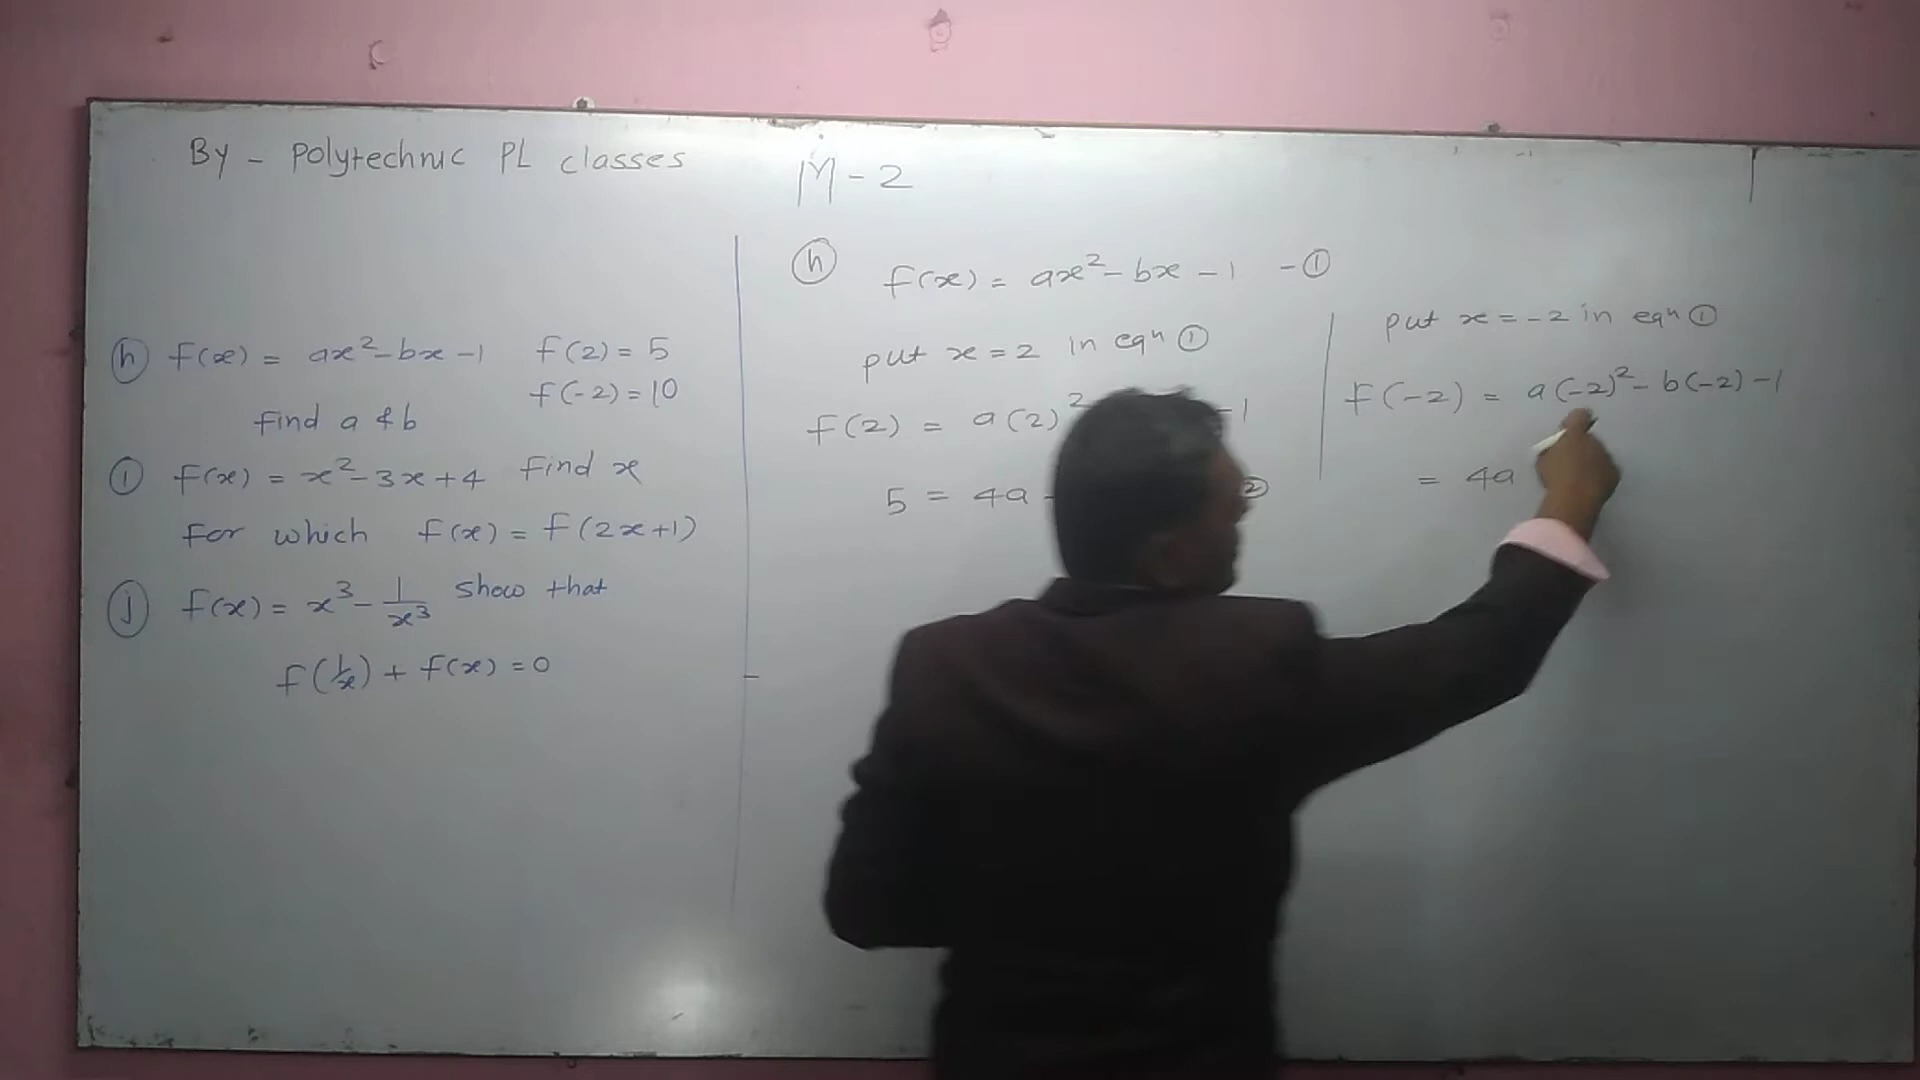 By - Polytechnic PL classes
M - 2
(h) f(x) = ax² - bx - 1 f(2) = 5
f(-2) = 10
find a & b
(i) f(x) = x² - 3x + 4 find x
for which f(x) = f(2x+1)
(j) f(x) = x³ - 1/x³ show that
f(1/x) + f(x) = 0
(h) f(x) = ax² - bx - 1 - ①
put x = 2 in eqⁿ ①
f(2) = a(2)² -1
5 = 4a - ②
put x = -2 in eqⁿ ①
f(-2) = a(-2)² - b(-2) - 1
= 4a